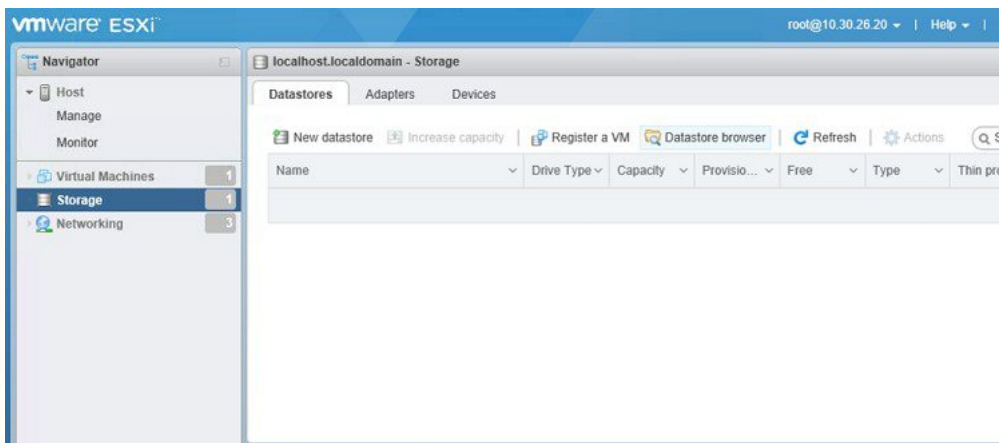 vmware ESXi
root@10.30.26.20 | Help |
Navigator
Host
Manage
Monitor
Virtual Machines 1
Storage 1
Networking 3
localhost.localdomain - Storage
Datastores Adapters Devices
New datastore Increase capacity | Register a VM Datastore browser | Refresh | Actions
Name Drive Type Capacity Provisio... Free Type Thin pro